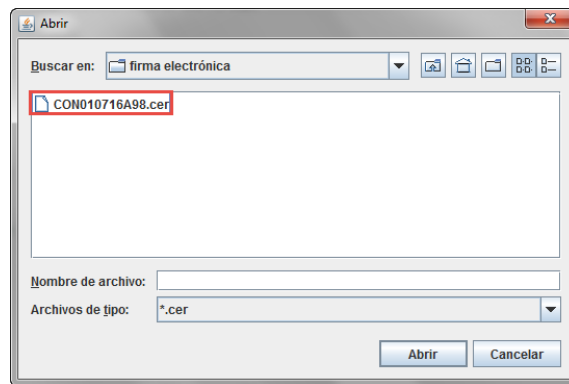 Abrir
Buscar en: firma electrónica
CON010716A98.cer
Nombre de archivo:
Archivos de tipo: *.cer
Abrir Cancelar